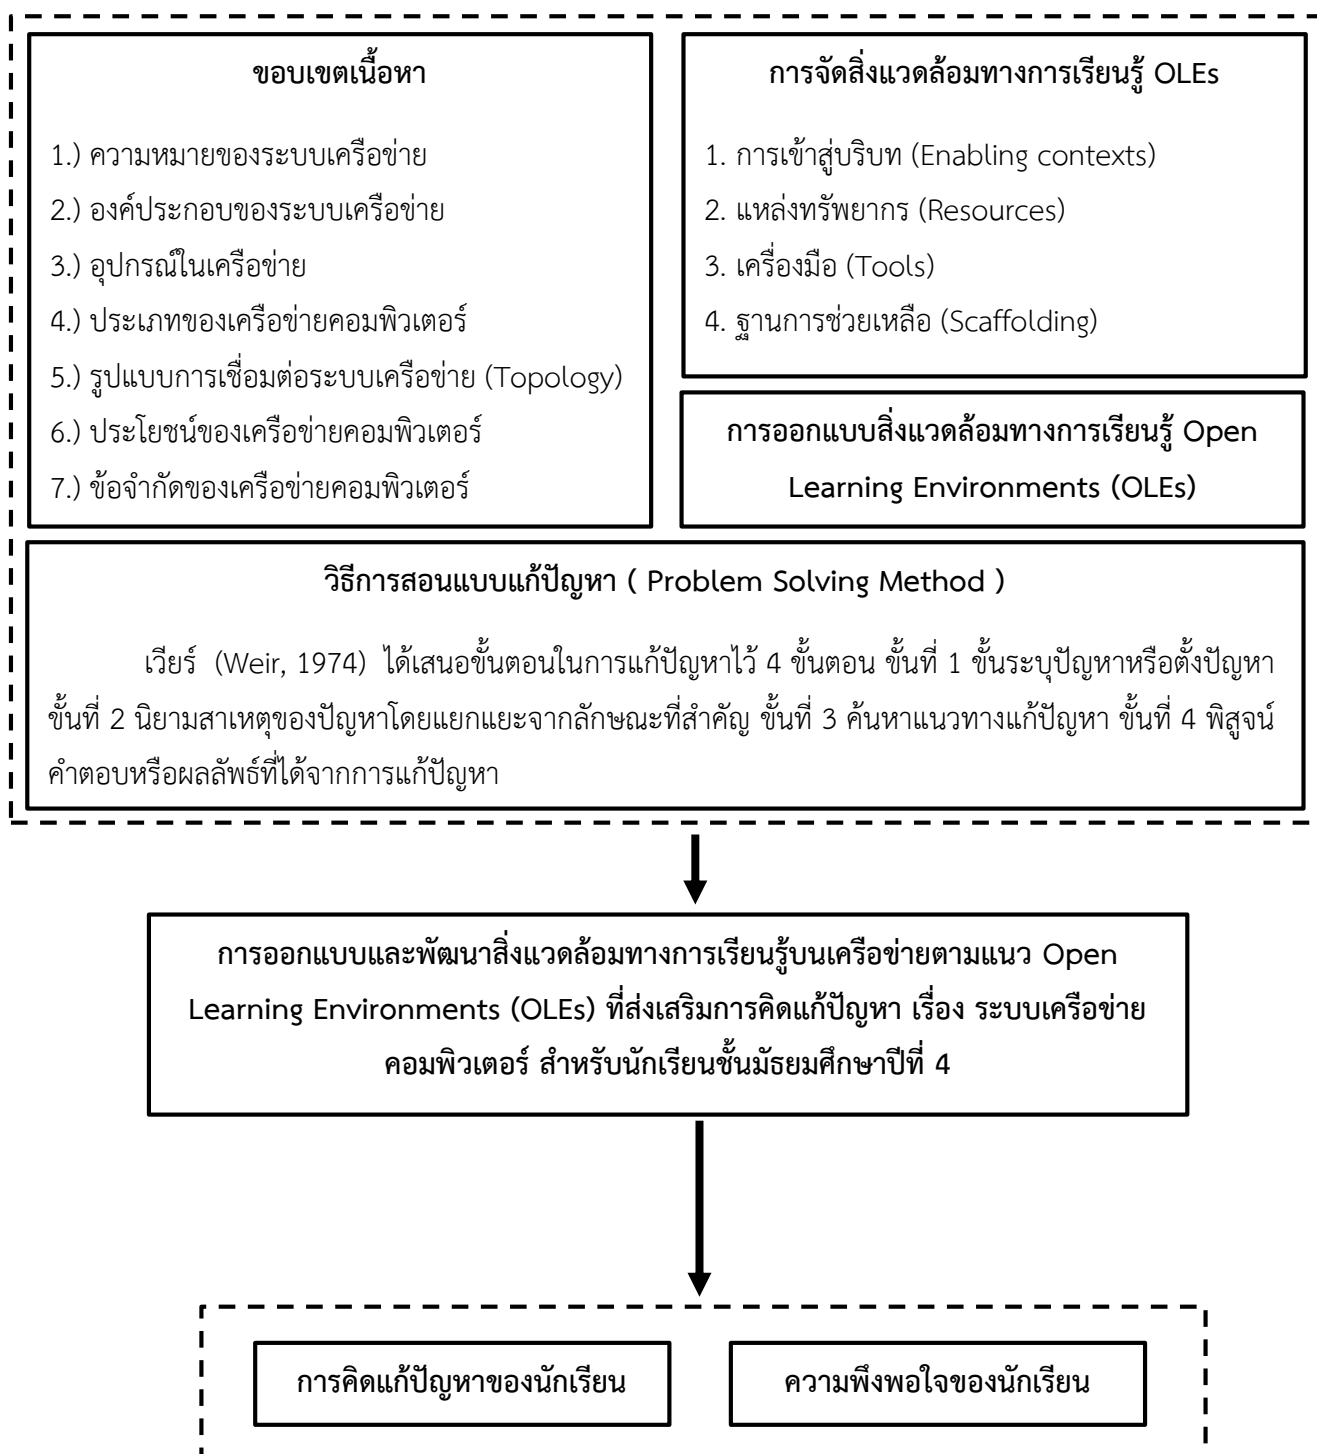 ขอบเขตเนื้อหา
1.) ความหมายของระบบเครือข่าย
2.) องค์ประกอบของระบบเครือข่าย
3.) อุปกรณ์ในเครือข่าย
4.) ประเภทของเครือข่ายคอมพิวเตอร์
5.) รูปแบบการเชื่อมต่อระบบเครือข่าย (Topology)
6.) ประโยชน์ของเครือข่ายคอมพิวเตอร์
7.) ข้อจำกัดของเครือข่ายคอมพิวเตอร์
การจัดสิ่งแวดล้อมทางการเรียนรู้ OLEs
1. การเข้าสู่บริบท (Enabling contexts)
2. แหล่งทรัพยากร (Resources)
3. เครื่องมือ (Tools)
4. ฐานการช่วยเหลือ (Scaffolding)
การออกแบบสิ่งแวดล้อมทางการเรียนรู้ Open
Learning Environments (OLEs)
วิธีการสอนแบบแก้ปัญหา ( Problem Solving Method )
เวียร์ (Weir, 1974) ได้เสนอขั้นตอนในการแก้ปัญหาไว้ 4 ขั้นตอน ขั้นที่ 1 ขั้นระบุปัญหาหรือตั้งปัญหา
ขั้นที่ 2 นิยามสาเหตุของปัญหาโดยแยกแยะจากลักษณะที่สำคัญ ขั้นที่ 3 ค้นหาแนวทางแก้ปัญหา ขั้นที่ 4 พิสูจน์
คำตอบหรือผลลัพธ์ที่ได้จากการแก้ปัญหา
การออกแบบและพัฒนาสิ่งแวดล้อมทางการเรียนรู้บนเครือข่ายตามแนว Open
Learning Environments (OLEs) ที่ส่งเสริมการคิดแก้ปัญหา เรื่อง ระบบเครือข่าย
คอมพิวเตอร์ สำหรับนักเรียนชั้นมัธยมศึกษาปีที่ 4
การคิดแก้ปัญหาของนักเรียน
ความพึงพอใจของนักเรียน